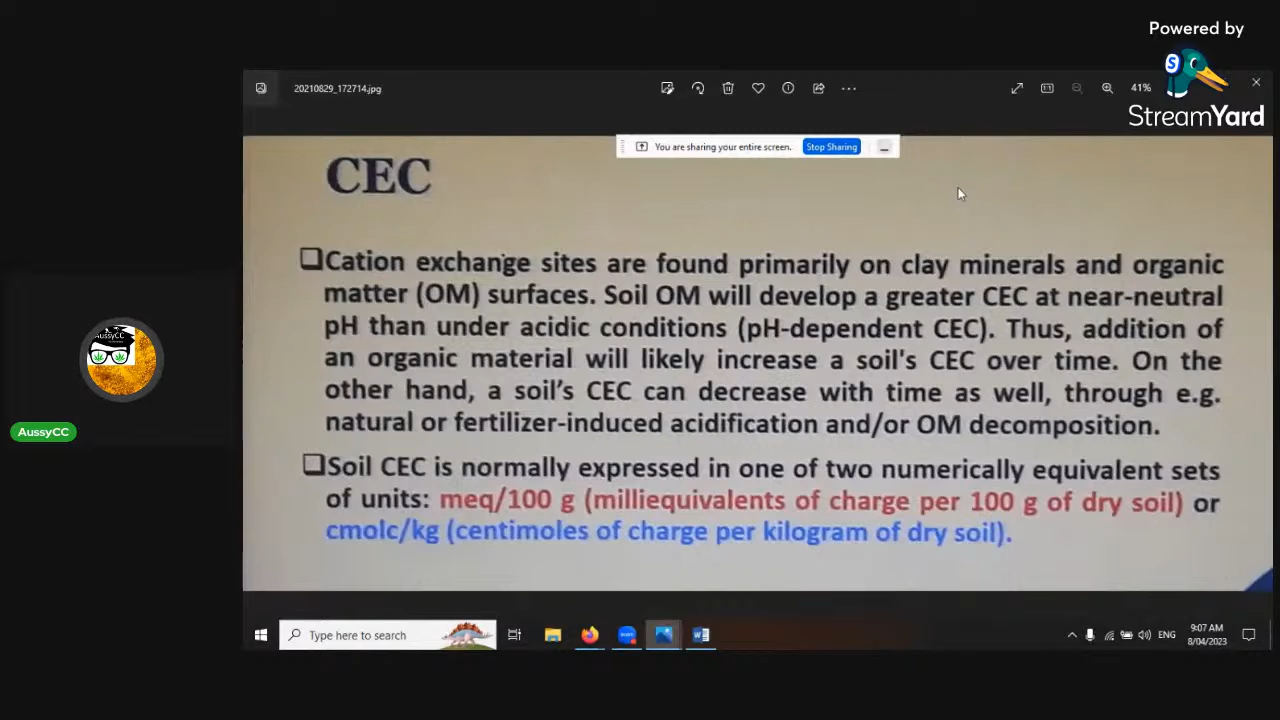 Powered by
StreamYard
20210829_172714.jpg
41%
You are sharing your entire screen.
Stop Sharing
CEC
Cation exchange sites are found primarily on clay minerals and organic
matter (OM) surfaces. Soil OM will develop a greater CEC at near-neutral
pH than under acidic conditions (pH-dependent CEC). Thus, addition of
an organic material will likely increase a soil's CEC over time. On the
other hand, a soil's CEC can decrease with time as well, through e.g.
natural or fertilizer-induced acidification and/or OM decomposition.
Soil CEC is normally expressed in one of two numerically equivalent sets
of units: meq/100 g (milliequivalents of charge per 100 g of dry soil) or
cmolc/kg (centimoles of charge per kilogram of dry soil).
AussyCC
AussyCC
Type here to search
ENG
9:07 AM
8/04/2023